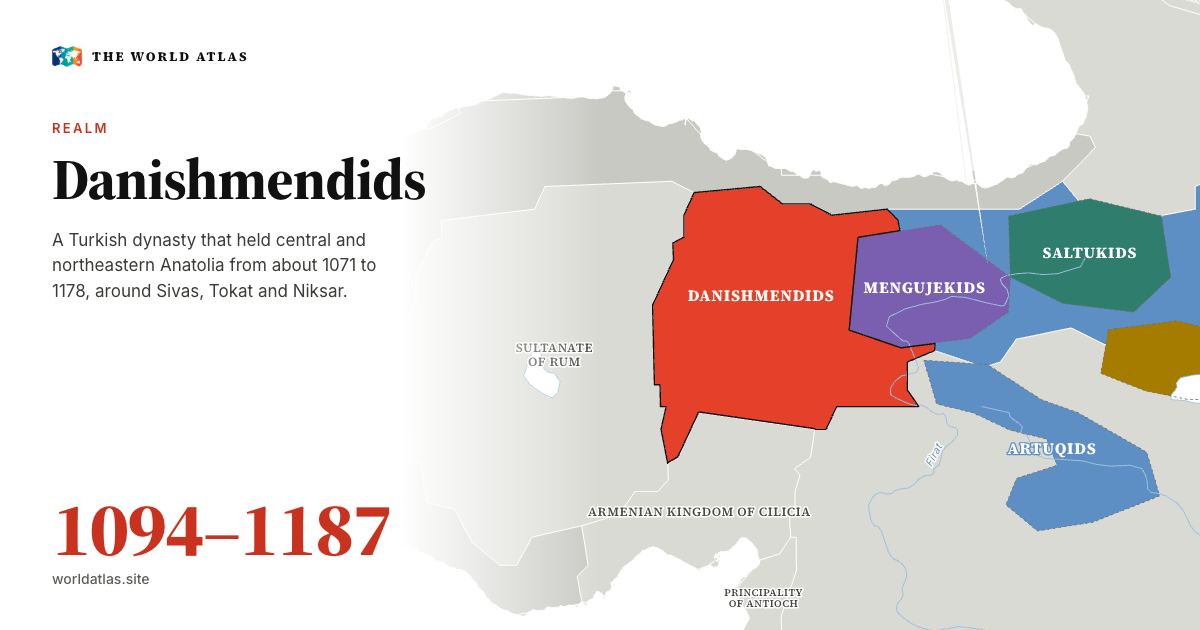 THE WORLD ATLAS
REALM
Danishmendids
A Turkish dynasty that held central and
northeastern Anatolia from about 1071 to
1178, around Sivas, Tokat and Niksar.
1094–1187
worldatlas.site
SALTUKIDS
MENGUJEKIDS
DANISHMENDIDS
SULTANATE
OF RUM
ARTUQIDS
Firat
ARMENIAN KINGDOM OF CILICIA
PRINCIPALITY
OF ANTIOCH